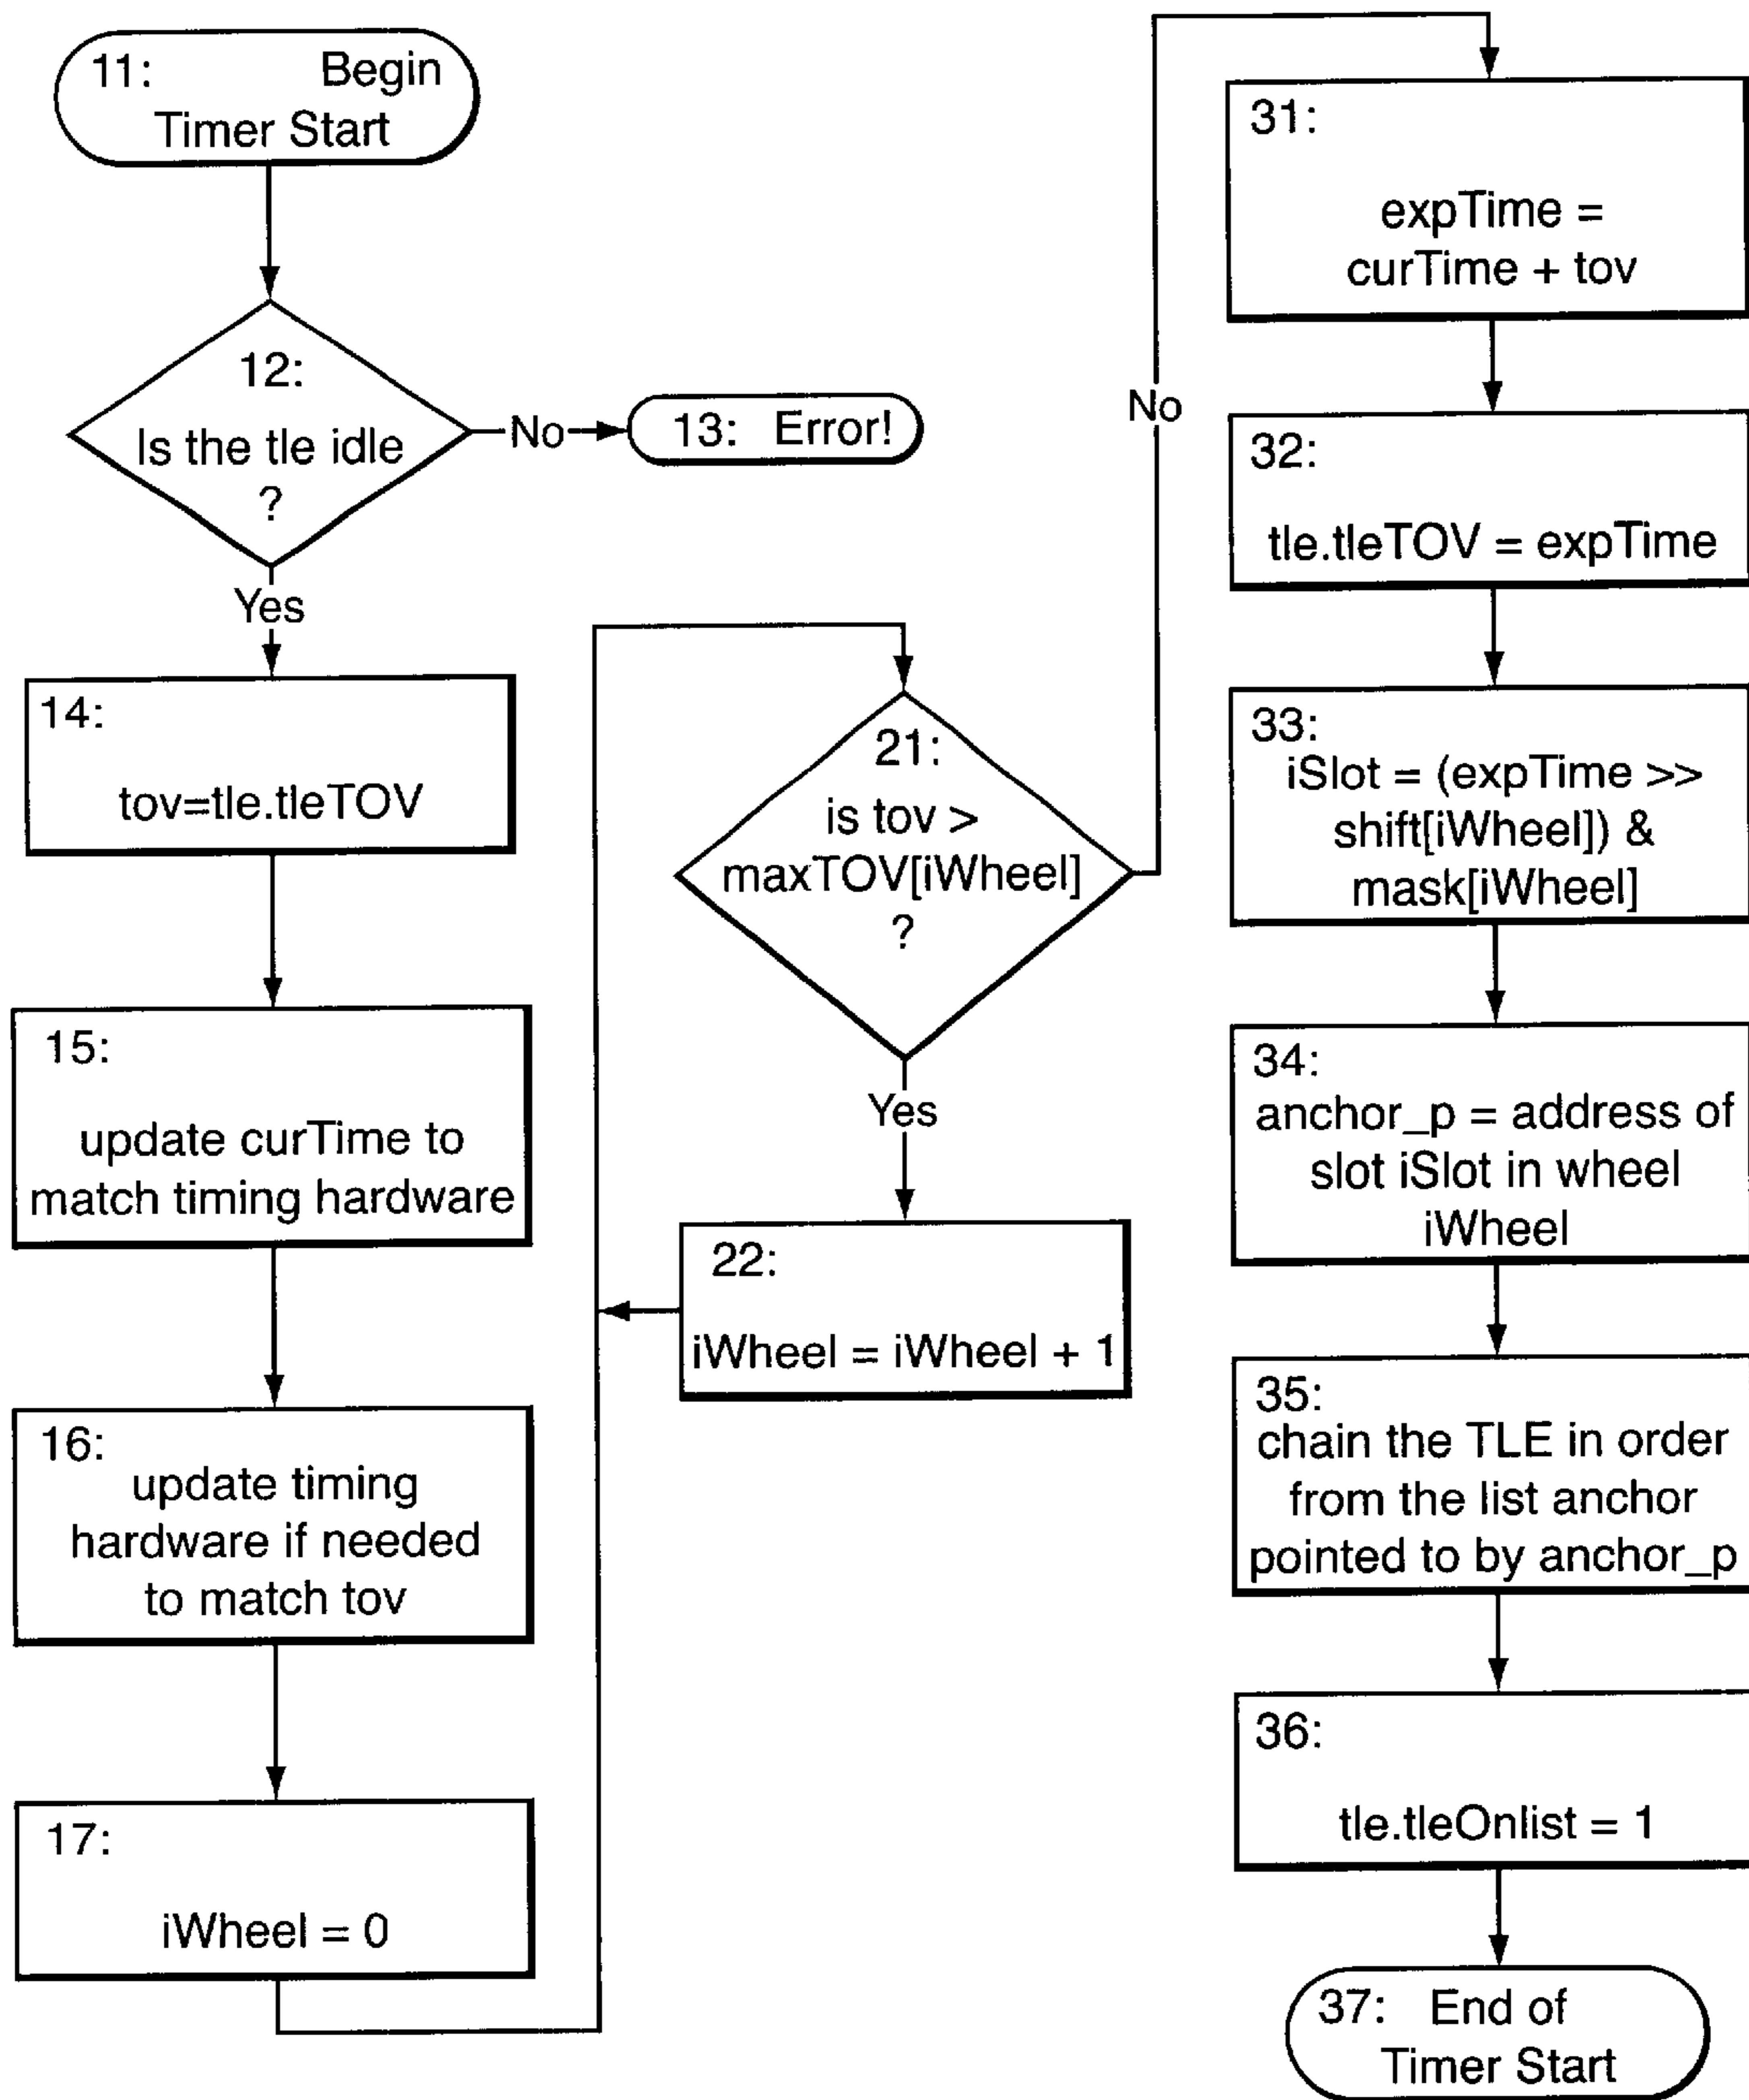 11: Begin
Timer Start
12:
Is the tle idle
?
No
13: Error!
Yes
14:
tov=tle.tleTOV
15:
update curTime to
match timing hardware
16:
update timing
hardware if needed
to match tov
17:
iWheel = 0
21:
is tov >
maxTOV[iWheel]
?
Yes
22:
iWheel = iWheel + 1
No
31:
expTime =
curTime + tov
32:
tle.tleTOV = expTime
33:
iSlot = (expTime >>
shift[iWheel]) &
mask[iWheel]
34:
anchor_p = address of
slot iSlot in wheel
iWheel
35:
chain the TLE in order
from the list anchor
pointed to by anchor_p
36:
tle.tleOnlist = 1
37: End of
Timer Start